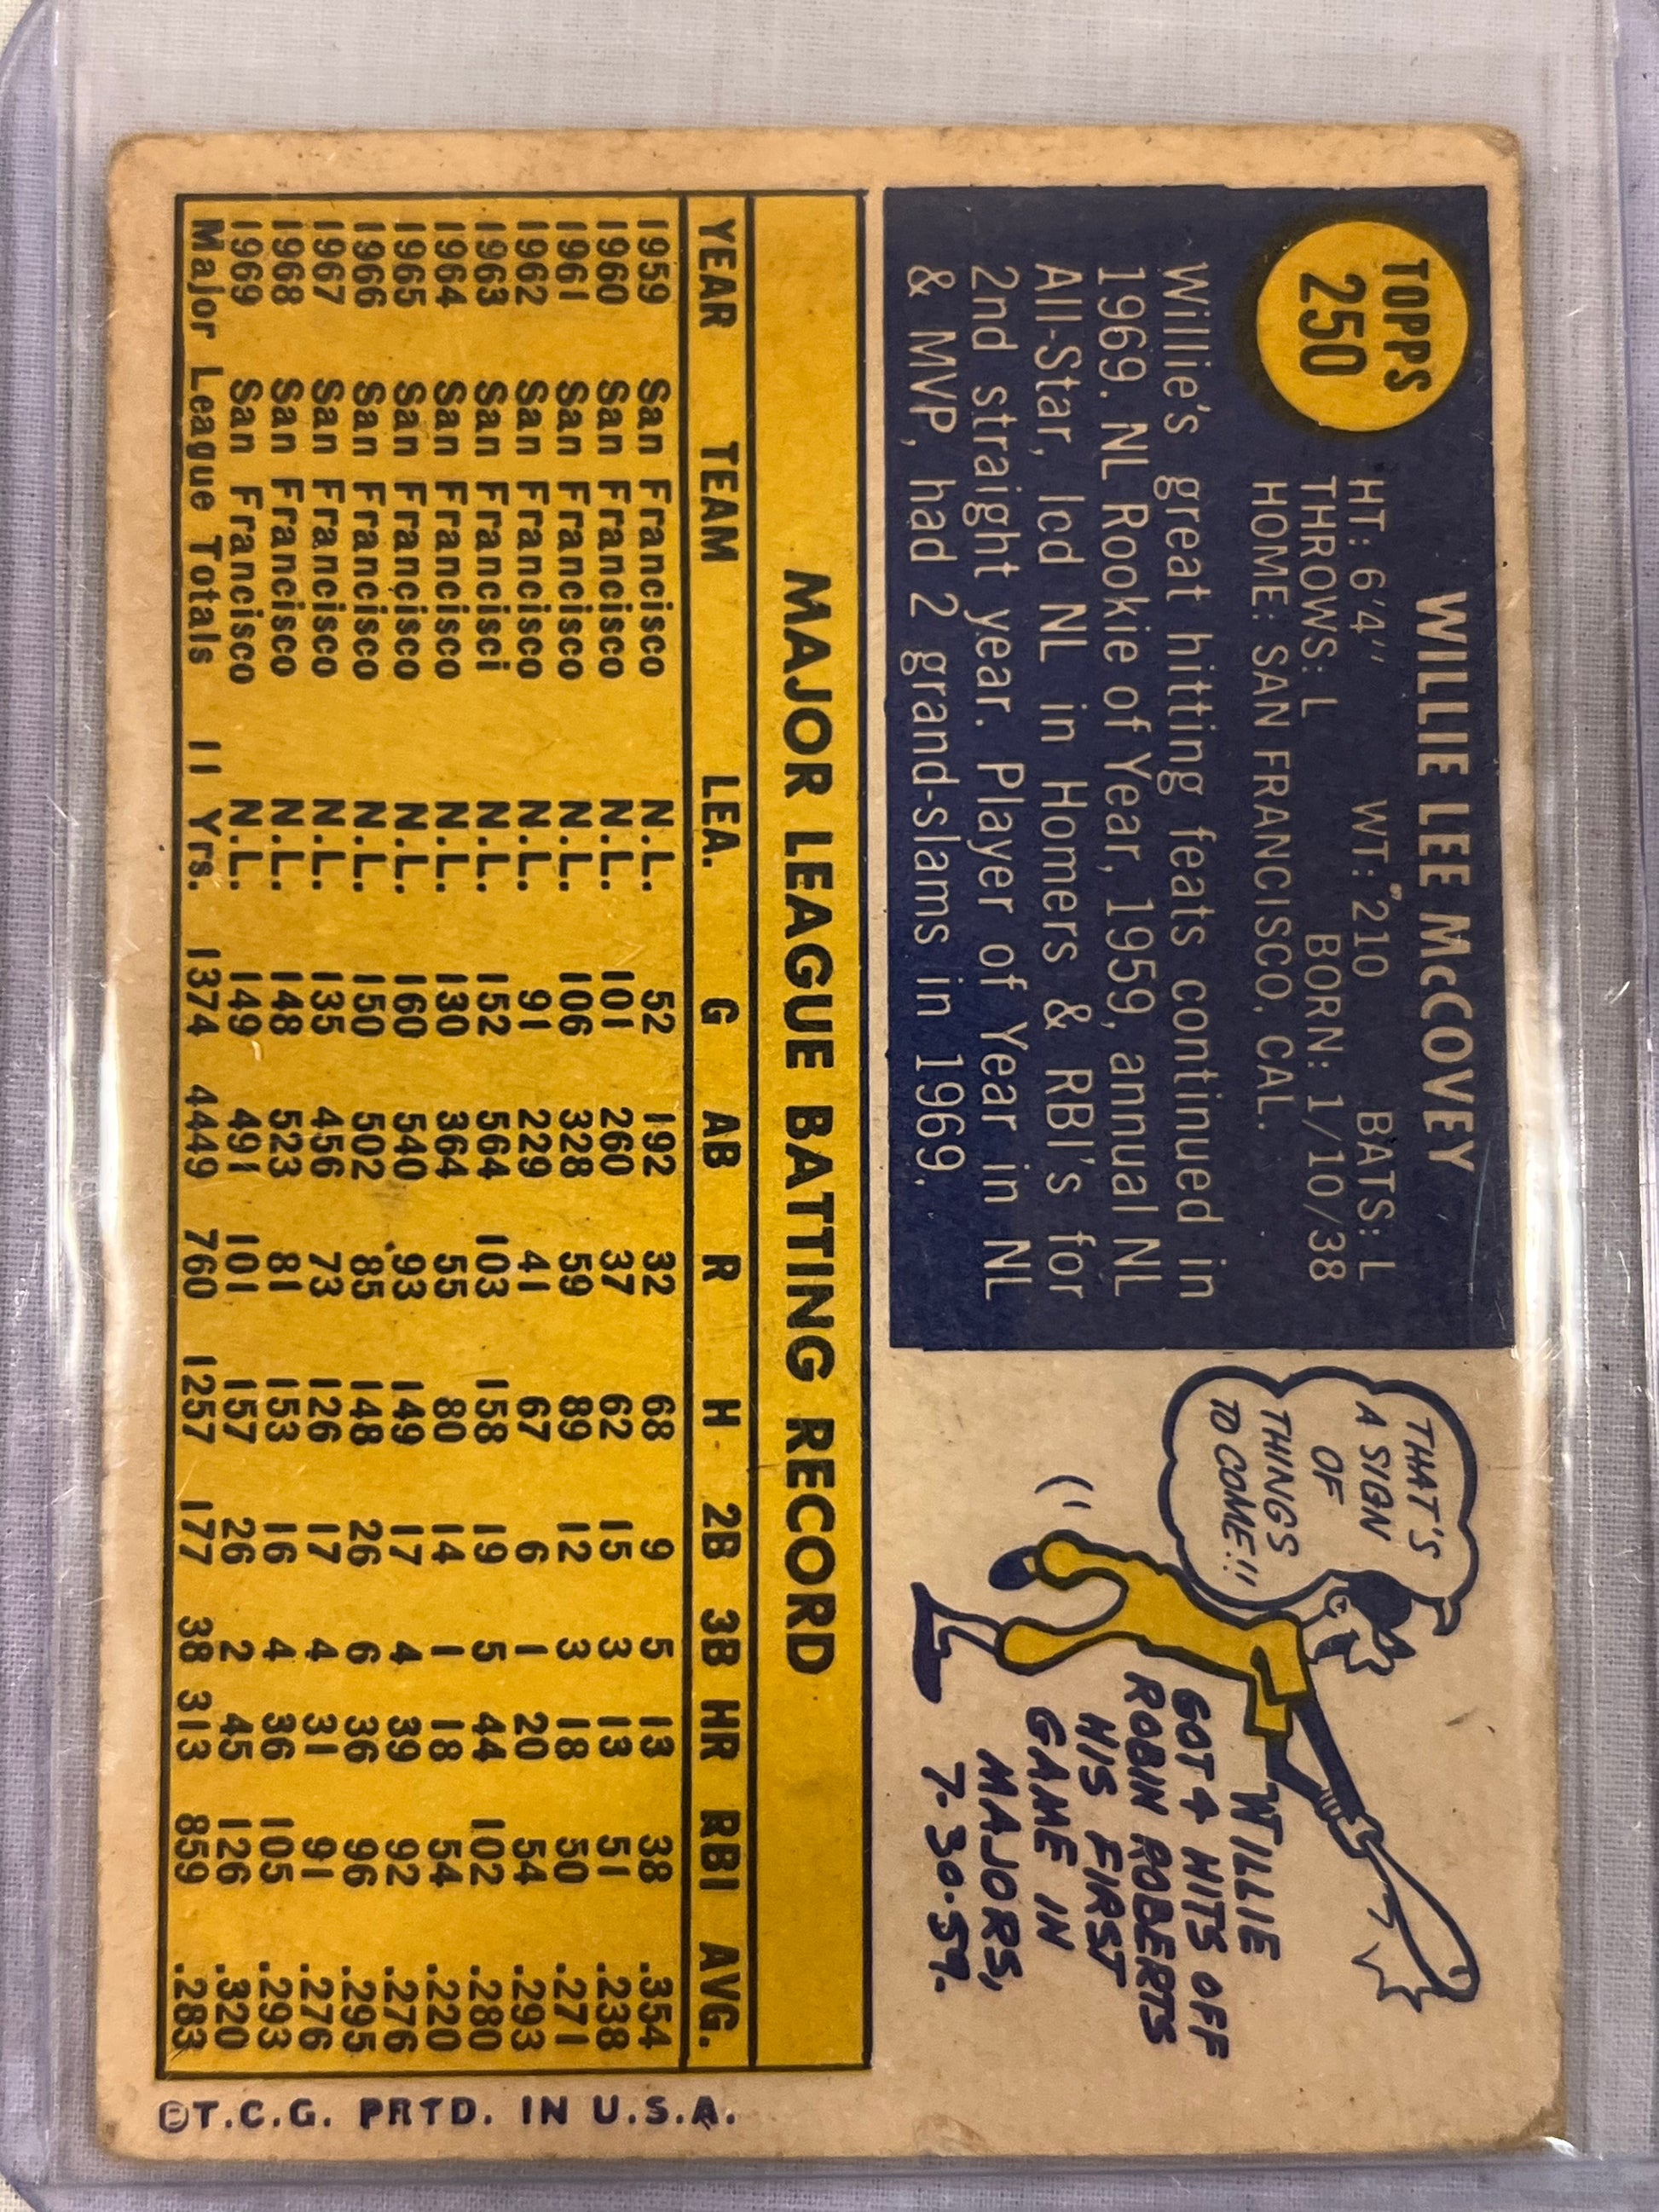 TOPPS
250
WILLIE LEE McCOVEY
HT: 6'4" WT: 210 BATS: L
THROWS: L BORN: 1/10/38
HOME: SAN FRANCISCO, CAL.
Willie's great hitting feats continued in
1969. NL Rookie of Year, 1959, annual NL
All-Star, lcd NL in Homers & RBI's for
2nd straight year. Player of Year in NL
& MVP, had 2 grand-slams in 1969.
THAT'S
A SIGN
OF
THINGS
TO COME!!
WILLIE
GOT 4 HITS OFF
ROBIN ROBERTS
HIS FIRST
GAME IN
MAJORS,
7-30-59.
MAJOR LEAGUE BATTING RECORD
YEAR TEAM LEA. G AB R H 2B 3B HR RBI AVG.
1959 San Francisco N.L. 52 192 32 68 9 5 13 38 .354
1960 San Francisco N.L. 101 260 37 62 15 3 13 51 .238
1961 San Francisco N.L. 106 328 59 89 12 3 18 50 .271
1962 San Francisco N.L. 91 229 41 67 6 1 20 54 .293
1963 San Francisci N.L. 152 564 103 158 19 5 44 102 .280
1964 San Francisco N.L. 130 364 55 80 14 1 18 54 .220
1965 San Francisco N.L. 160 540 93 149 17 4 39 92 .276
1966 San Francisco N.L. 150 502 85 148 26 6 36 96 .295
1967 San Francisco N.L. 135 456 73 126 17 4 31 91 .276
1968 San Francisco N.L. 148 523 81 153 16 4 36 105 .293
1969 San Francisco N.L. 149 491 101 157 26 2 45 126 .320
Major League Totals 11 Yrs. 1374 4449 760 1257 177 38 313 859 .283
©T.C.G. PRTD. IN U.S.A.